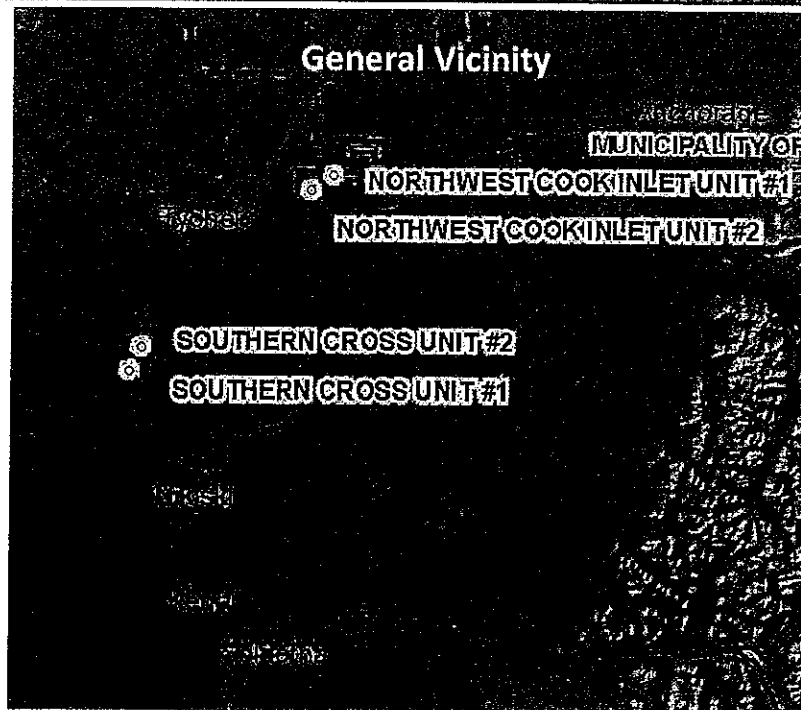 General Vicinity
Anchorage
MUNICIPALITY OF
NORTHWEST COOK INLET UNIT #1
NORTHWEST COOK INLET UNIT #2
SOUTHERN CROSS UNIT #2
SOUTHERN CROSS UNIT #1